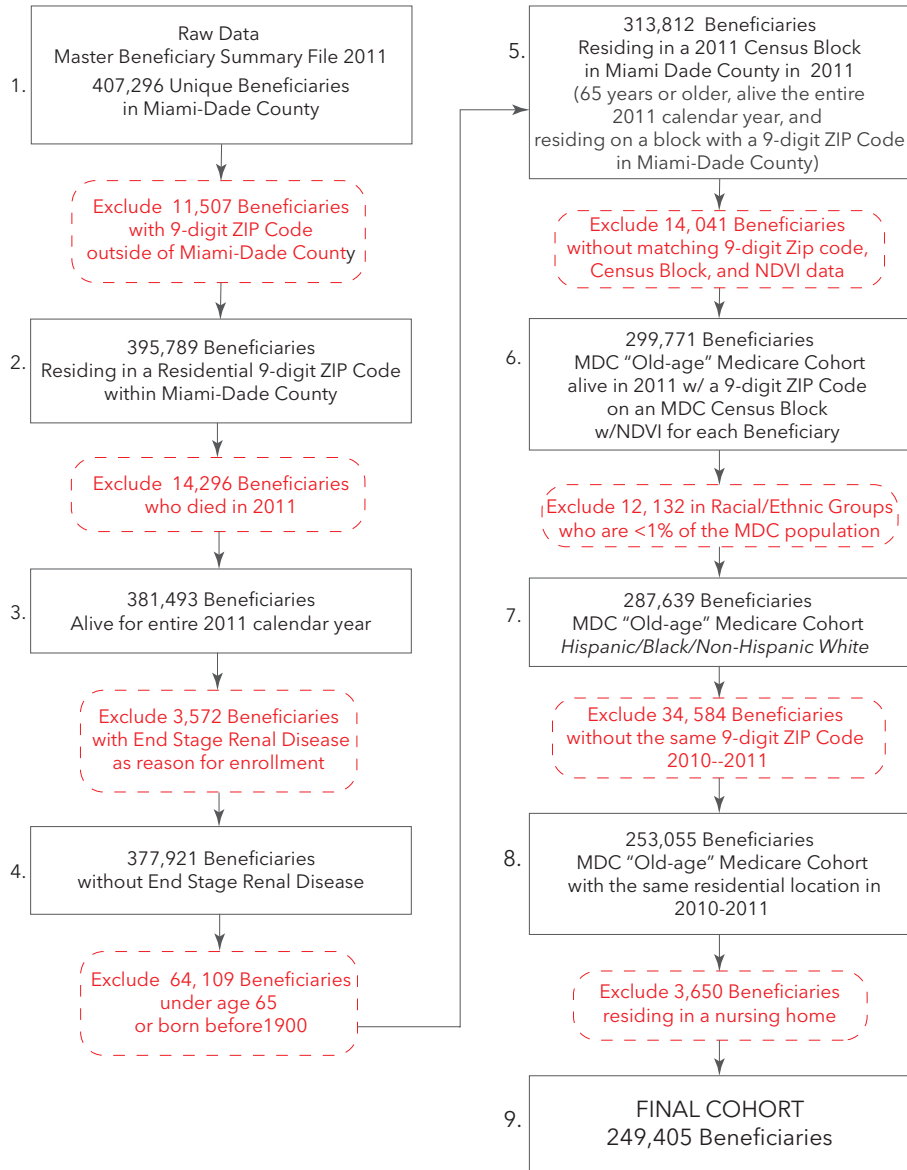 Raw Data
Master Beneficiary Summary File 2011
1.
407,296 Unique Beneficiaries
in Miami-Dade County
Exclude 11,507 Beneficiaries
with 9-digit ZIP Code
outside of Miami-Dade County
2.
395,789 Beneficiaries
Residing in a Residential 9-digit ZIP Code
within Miami-Dade County
Exclude 14,296 Beneficiaries
who died in 2011
3.
381,493 Beneficiaries
Alive for entire 2011 calendar year
Exclude 3,572 Beneficiaries
with End Stage Renal Disease
as reason for enrollment
4.
377,921 Beneficiaries
without End Stage Renal Disease
Exclude 64, 109 Beneficiaries
under age 65
or born before1900
5.
313,812 Beneficiaries
Residing in a 2011 Census Block
in Miami Dade County in 2011
(65 years or older, alive the entire
2011 calendar year, and
residing on a block with a 9-digit ZIP Code
in Miami-Dade County)
Exclude 14, 041 Beneficiaries
without matching 9-digit Zip code,
Census Block, and NDVI data
6.
299,771 Beneficiaries
MDC “Old-age” Medicare Cohort
alive in 2011 w/ a 9-digit ZIP Code
on an MDC Census Block
w/NDVI for each Beneficiary
Exclude 12, 132 in Racial/Ethnic Groups
who are <1% of the MDC population
7.
287,639 Beneficiaries
MDC “Old-age” Medicare Cohort
Hispanic/Black/Non-Hispanic White
Exclude 34, 584 Beneficiaries
without the same 9-digit ZIP Code
2010--2011
8.
253,055 Beneficiaries
MDC “Old-age” Medicare Cohort
with the same residential location in
2010-2011
Exclude 3,650 Beneficiaries
residing in a nursing home
9.
FINAL COHORT
249,405 Beneficiaries